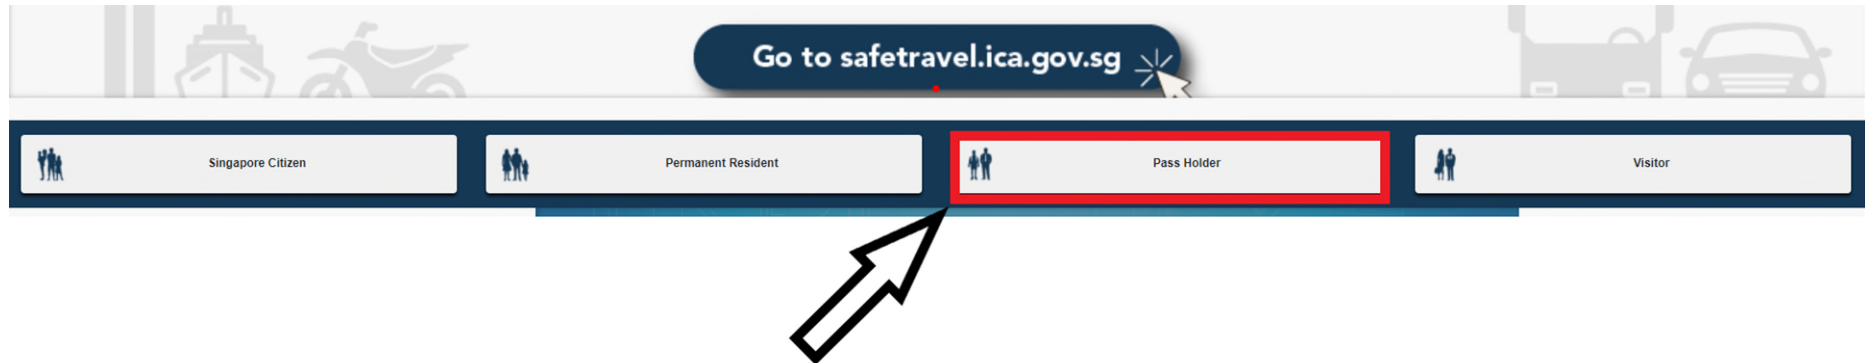 Go to safetravel.ica.gov.sg
Singapore Citizen
Permanent Resident
Pass Holder
Visitor